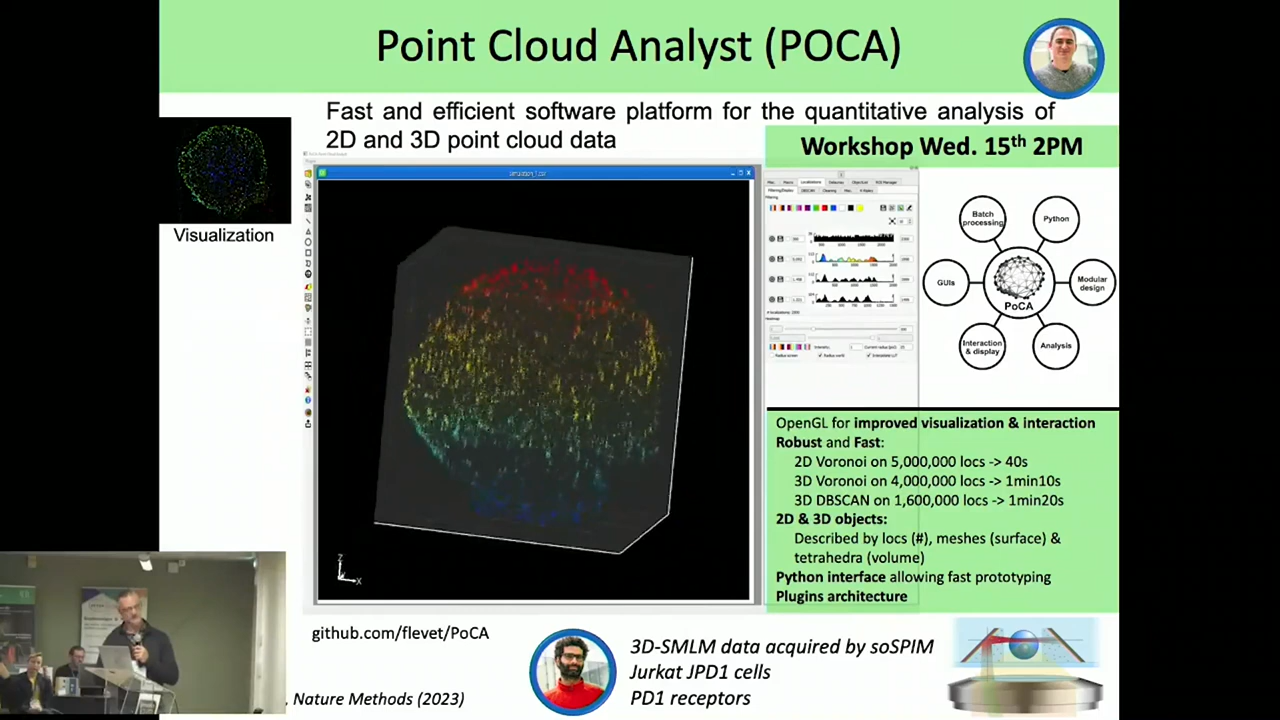 Point Cloud Analyst (POCA)
Fast and efficient software platform for the quantitative analysis of
2D and 3D point cloud data
Workshop Wed. 15th 2PM
Visualization
simulation_1.csv
Batch
processing
Python
GUIs
PoCA
Modular
design
Interaction
& display
Analysis
Z
X
OpenGL for improved visualization & interaction
Robust and Fast:
2D Voronoi on 5,000,000 locs -> 40s
3D Voronoi on 4,000,000 locs -> 1min10s
3D DBSCAN on 1,600,000 locs -> 1min20s
2D & 3D objects:
Described by locs (#), meshes (surface) &
tetrahedra (volume)
Python interface allowing fast prototyping
Plugins architecture
github.com/flevet/PoCA
3D-SMLM data acquired by soSPIM
Jurkat JPD1 cells
PD1 receptors
. Nature Methods (2023)